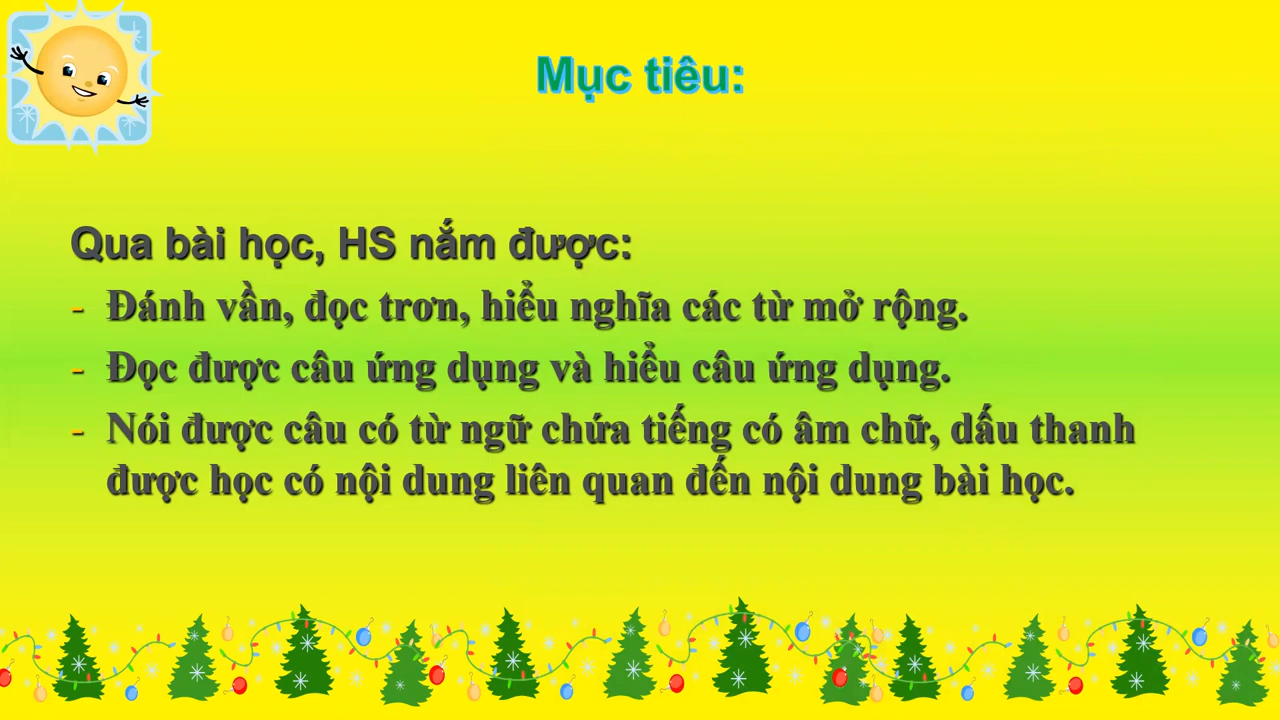 Mục tiêu:
Qua bài học, HS nắm được:
- Đánh vần, đọc trơn, hiểu nghĩa các từ mở rộng.
- Đọc được câu ứng dụng và hiểu câu ứng dụng.
- Nói được câu có từ ngữ chứa tiếng có âm chữ, dấu thanh
được học có nội dung liên quan đến nội dung bài học.